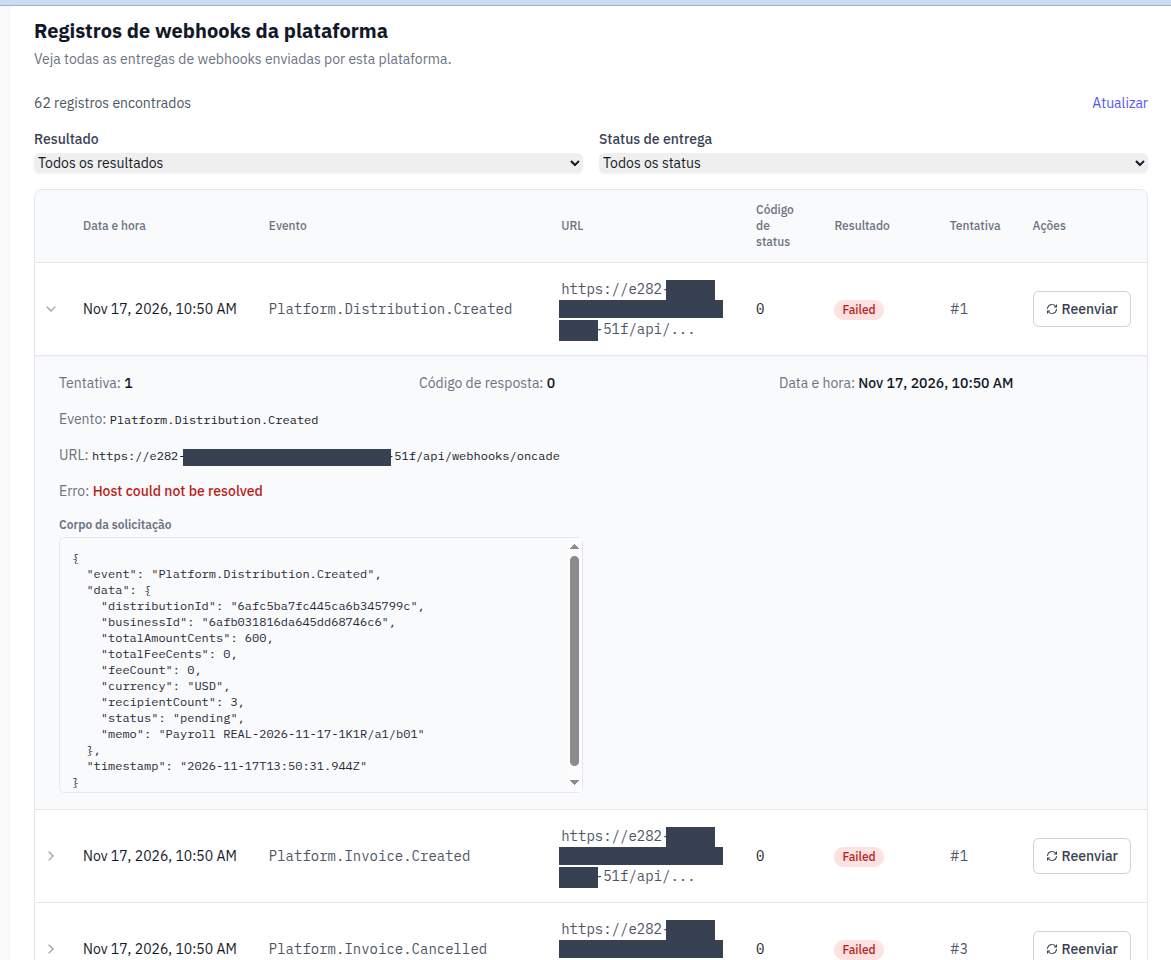 Registros de webhooks da plataforma
Veja todas as entregas de webhooks enviadas por esta plataforma.
62 registros encontrados
Atualizar
Resultado
Status de entrega
Todos os resultados
Todos os status
Data e hora
Evento
URL
Código
de
status
Resultado
Tentativa
Ações
Nov 17, 2026, 10:50 AM
Platform.Distribution.Created
https://e282-
-51f/api/...
0
Failed
#1
Reenviar
Tentativa: 1
Código de resposta: 0
Data e hora: Nov 17, 2026, 10:50 AM
Evento: Platform.Distribution.Created
URL: https://e282-
-51f/api/webhooks/oncade
Erro: Host could not be resolved
Corpo da solicitação
{
"event": "Platform.Distribution.Created",
"data": {
"distributionId": "6afc5ba7fc445ca6b345799c",
"businessId": "6afb031816da645dd68746c6",
"totalAmountCents": 600,
"totalFeeCents": 0,
"feeCount": 0,
"currency": "USD",
"recipientCount": 3,
"status": "pending",
"memo": "Payroll REAL-2026-11-17-1K1R/a1/b01"
},
"timestamp": "2026-11-17T13:50:31.944Z"
}
Nov 17, 2026, 10:50 AM
Platform.Invoice.Created
https://e282-
-51f/api/...
0
Failed
#1
Reenviar
Nov 17, 2026, 10:50 AM
Platform.Invoice.Cancelled
https://e282-
0
Failed
#3
Reenviar